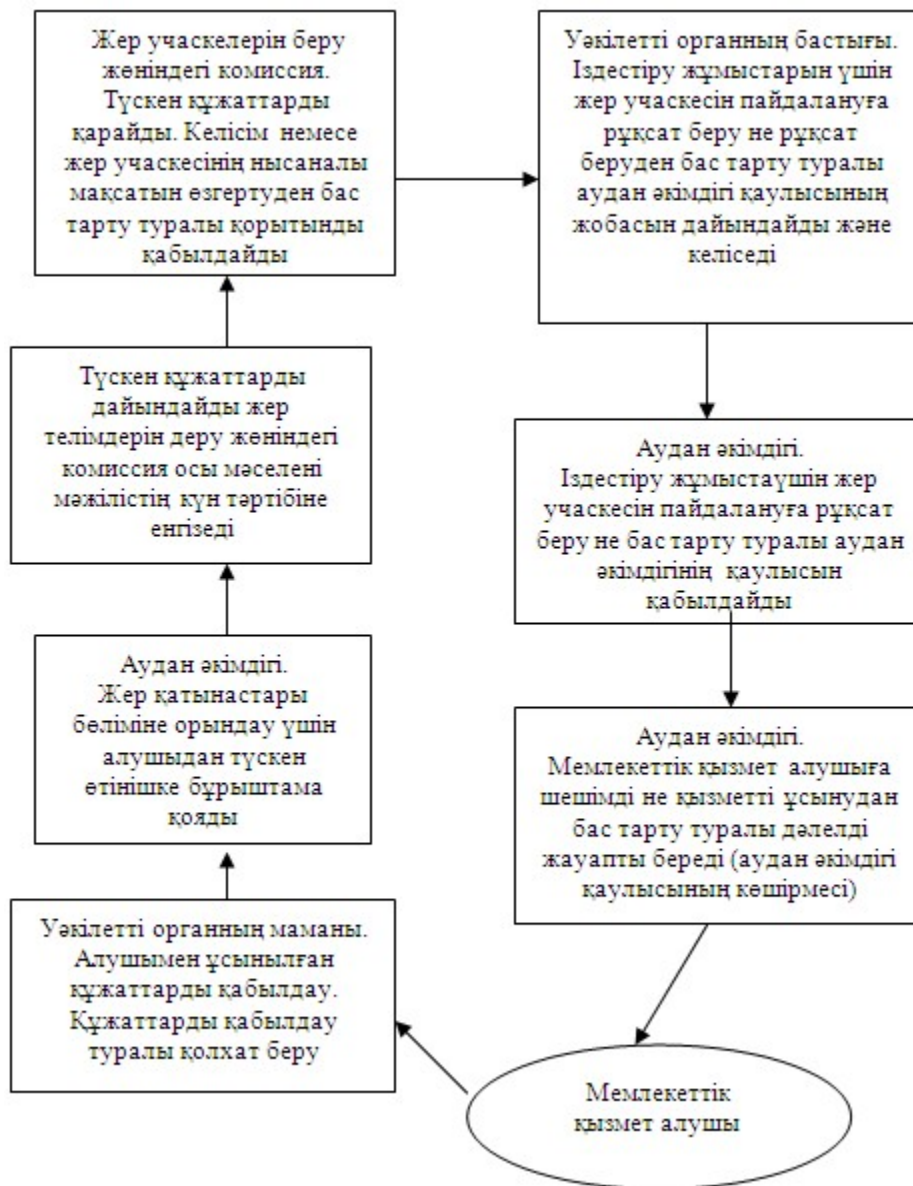 Жер учаскелерін беру
жөніндегі комиссия.
Түскен құжаттарды
қарайды. Келісім немесе
жер учаскесінің нысаналы
мақсатын өзгертуден бас
тарту туралы қорытынды
қабылдайды
Уәкілетті органның бастығы.
Іздестіру жұмыстарын үшін
жер учаскесін пайдалануға
рұқсат беру не рұқсат
беруден бас тарту туралы
аудан әкімдігі қаулысының
жобасын дайындайды және
келіседі
Түскен құжаттарды
дайындайды жер
телімдерін деру жөніндегі
комиссия осы мәселені
мәжілістің күн тәртібіне
енгізеді
Аудан әкімдігі.
Іздестіру жұмыстаүшін жер
учаскесін пайдалануға рұқсат
беру не бас тарту туралы аудан
әкімдігінің қаулысын
қабылдайды
Аудан әкімдігі.
Жер қатынастары
бөліміне орындау үшін
алушыдан түскен
өтінішке бұрыштама
қояды
Аудан әкімдігі.
Мемлекеттік қызмет алушыға
шешімді не қызметті ұсынудан
бас тарту туралы дәлелді
жауапты береді (аудан әкімдігі
қаулысының көшірмесі)
Уәкілетті органның маманы.
Алушымен ұсынылған
құжаттарды қабылдау.
Құжаттарды қабылдау
туралы қолхат беру
Мемлекеттік
қызмет алушы